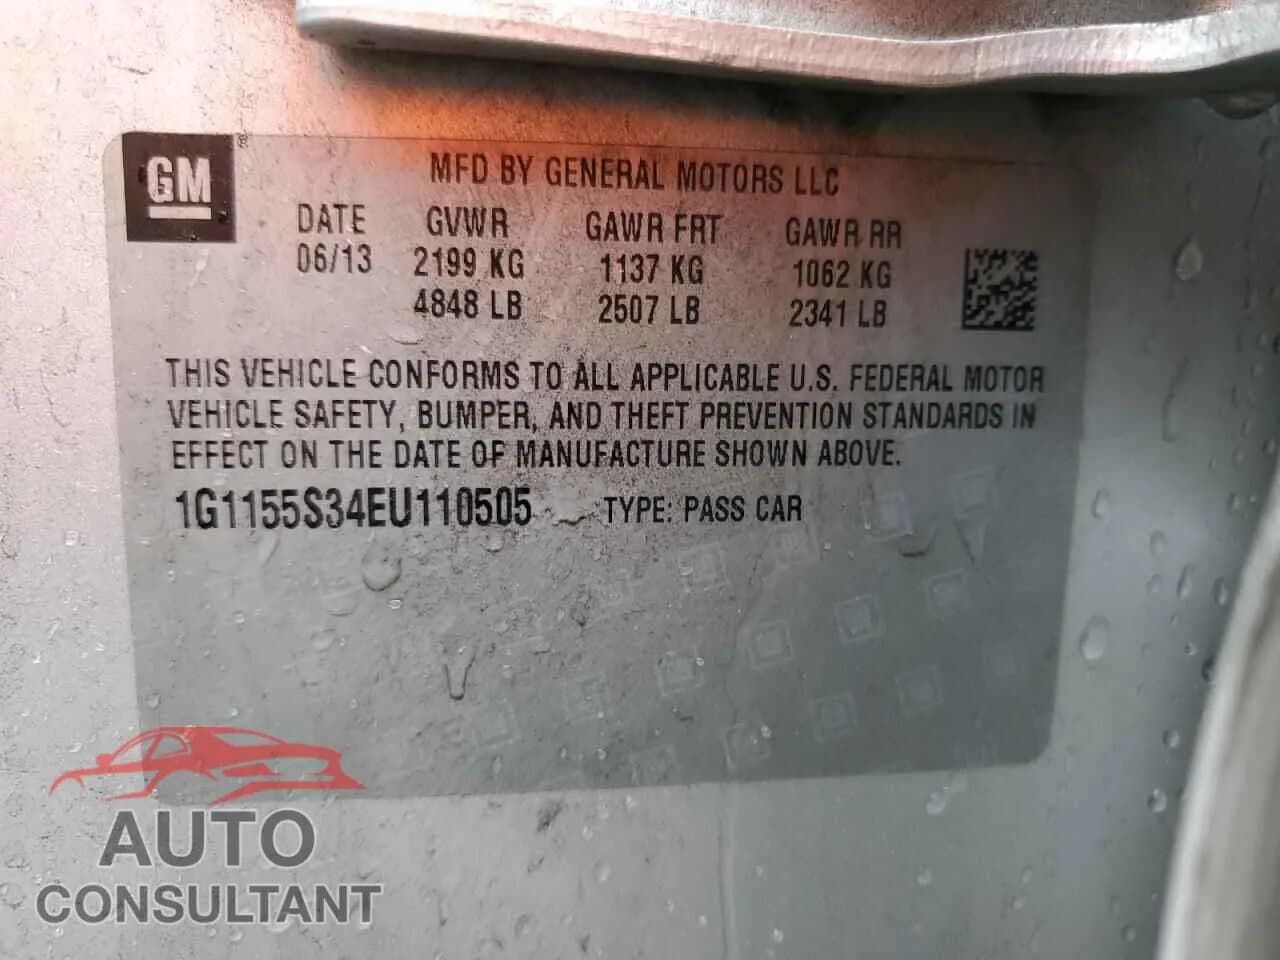 GM®
MFD BY GENERAL MOTORS LLC
DATE GVWR GAWR FRT GAWR RR
06/13 2199 KG 1137 KG 1062 KG
4848 LB 2507 LB 2341 LB
THIS VEHICLE CONFORMS TO ALL APPLICABLE U.S. FEDERAL MOTOR
VEHICLE SAFETY, BUMPER, AND THEFT PREVENTION STANDARDS IN
EFFECT ON THE DATE OF MANUFACTURE SHOWN ABOVE.
1G1155S34EU110505 TYPE: PASS CAR
AUTO
CONSULTANT